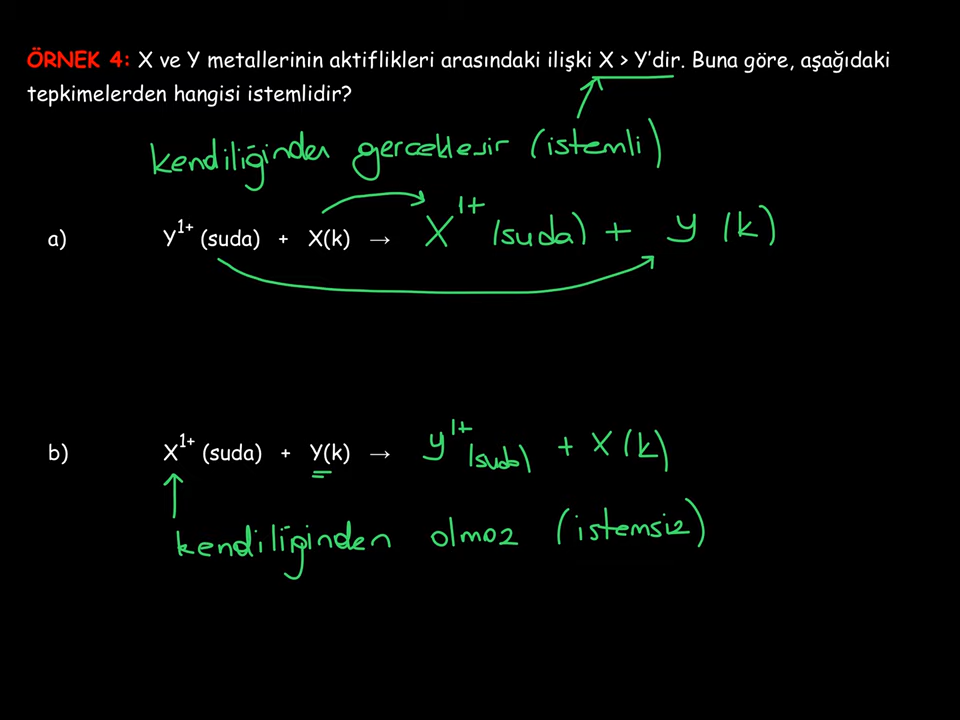 ÖRNEK 4: X ve Y metallerinin aktiflikleri arasındaki ilişki X > Y'dir. Buna göre, aşağıdaki
tepkimelerden hangisi istemlidir?
kendiliğinden gerceklesir (istemli)
a) Y¹⁺ (suda) + X(k) → X¹⁺ (suda) + Y (k)
b) X¹⁺ (suda) + Y(k) → Y¹⁺ (suda) + X (k)
kendiliğinden olmaz (istemsiz)